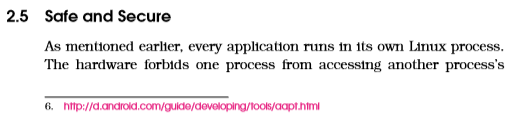 2.5 Safe and Secure
As mentioned earlier, every application runs in its own Linux process.
The hardware forbids one process from accessing another process's
6. http://d.android.com/guide/developing/tools/aapt.html